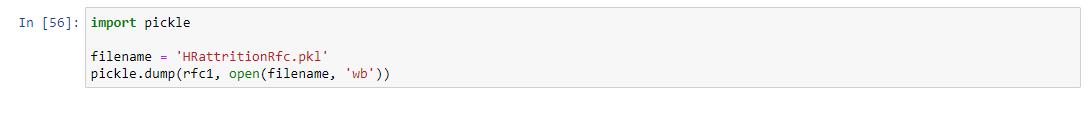 In [56]: import pickle
filename = 'HRattritionRfc.pkl'
pickle.dump(rfc1, open(filename, 'wb'))